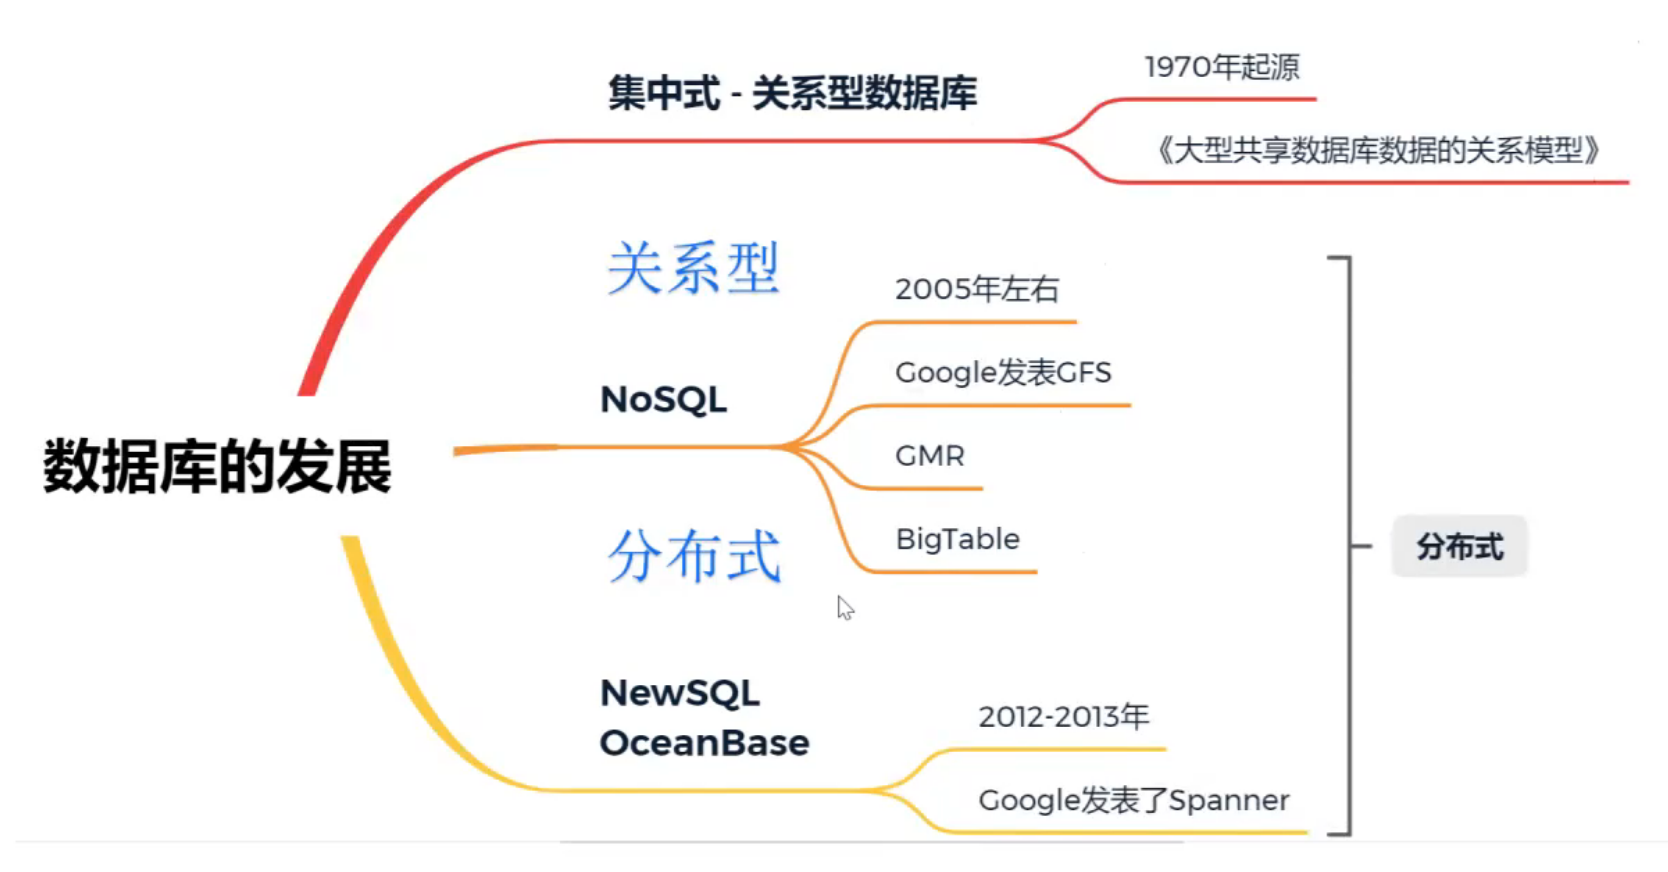 集中式 - 关系型数据库
1970年起源
《大型共享数据库数据的关系模型》
关系型
2005年左右
Google发表GFS
NoSQL
GMR
BigTable
数据库的发展
分布式
分布式
NewSQL
OceanBase
2012-2013年
Google发表了Spanner